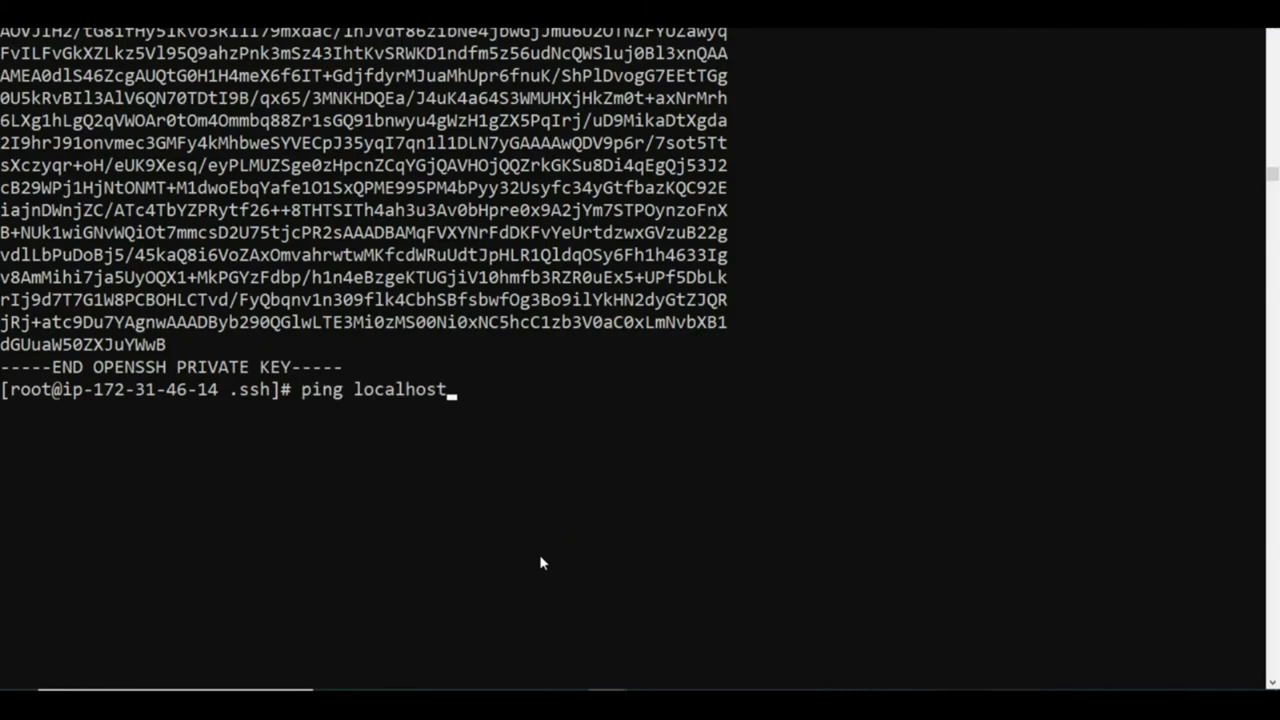 FvILFvGkXZLkz5Vl95Q9ahzPnk3mSz43IhtKvSRWKD1ndfm5z56udNcQWSluj0Bl3xnQAA
AMEA0dlS46ZcgAUQtG0H1H4meX6f6IT+GdjfdyrMJuaMhUpr6fnuK/ShPlDvogG7EEtTGg
0U5kRvBIl3AlV6QN70TDtI9B/qx65/3MNKHDQEa/J4uK4a64S3WMUHXjHkZm0t+axNrMrh
6LXg1hLgQ2qVWOAr0tOm4Ommbq88Zr1sGQ91bnwyu4gWzH1gZX5PqIrj/uD9MikaDtXgda
2I9hrJ91onvmec3GMFy4kMhbweSYVECpJ35yqI7qn1l1DLN7yGAAAAwQDV9p6r/7sot5Tt
sXczyqr+oH/eUK9Xesq/eyPLMUZSge0zHpcnZCqYGjQAVHOjQQZrkGKSu8Di4qEgQj53J2
cB29WPj1HjNtONMT+M1dwoEbqYafe1O1SxQPME995PM4bPyy32Usyfc34yGtfbazKQC92E
iajnDWnjZC/ATc4TbYZPRytf26++8THTSITh4ah3u3Av0bHpre0x9A2jYm7STPOynzoFnX
B+NUk1wiGNvWQiOt7mmcsD2U75tjcPR2sAAADBAMqFVXYNrFdDKFvYeUrtdzwxGVzuB22g
vdlLbPuDoBj5/45kaQ8i6VoZAxOmvahrwtwMKfcdWRuUdtJpHLR1QldqOSy6Fh1h4633Ig
v8AmMihi7ja5UyOQX1+MkPGYzFdbp/h1n4eBzgeKTUGjiV10hmfb3RZR0uEx5+UPf5DbLk
rIj9d7T7G1W8PCBOHLCTvd/FyQbqnv1n309flk4CbhSBfsbwfOg3Bo9ilYkHN2dyGtZJQR
jRj+atc9Du7YAgnwAAADByb290QGlwLTE3Mi0zMS00Ni0xNC5hcC1zb3V0aC0xLmNvbXB1
dGUuaW50ZXJuYWwB
-----END OPENSSH PRIVATE KEY-----
[root@ip-172-31-46-14 .ssh]# ping localhost